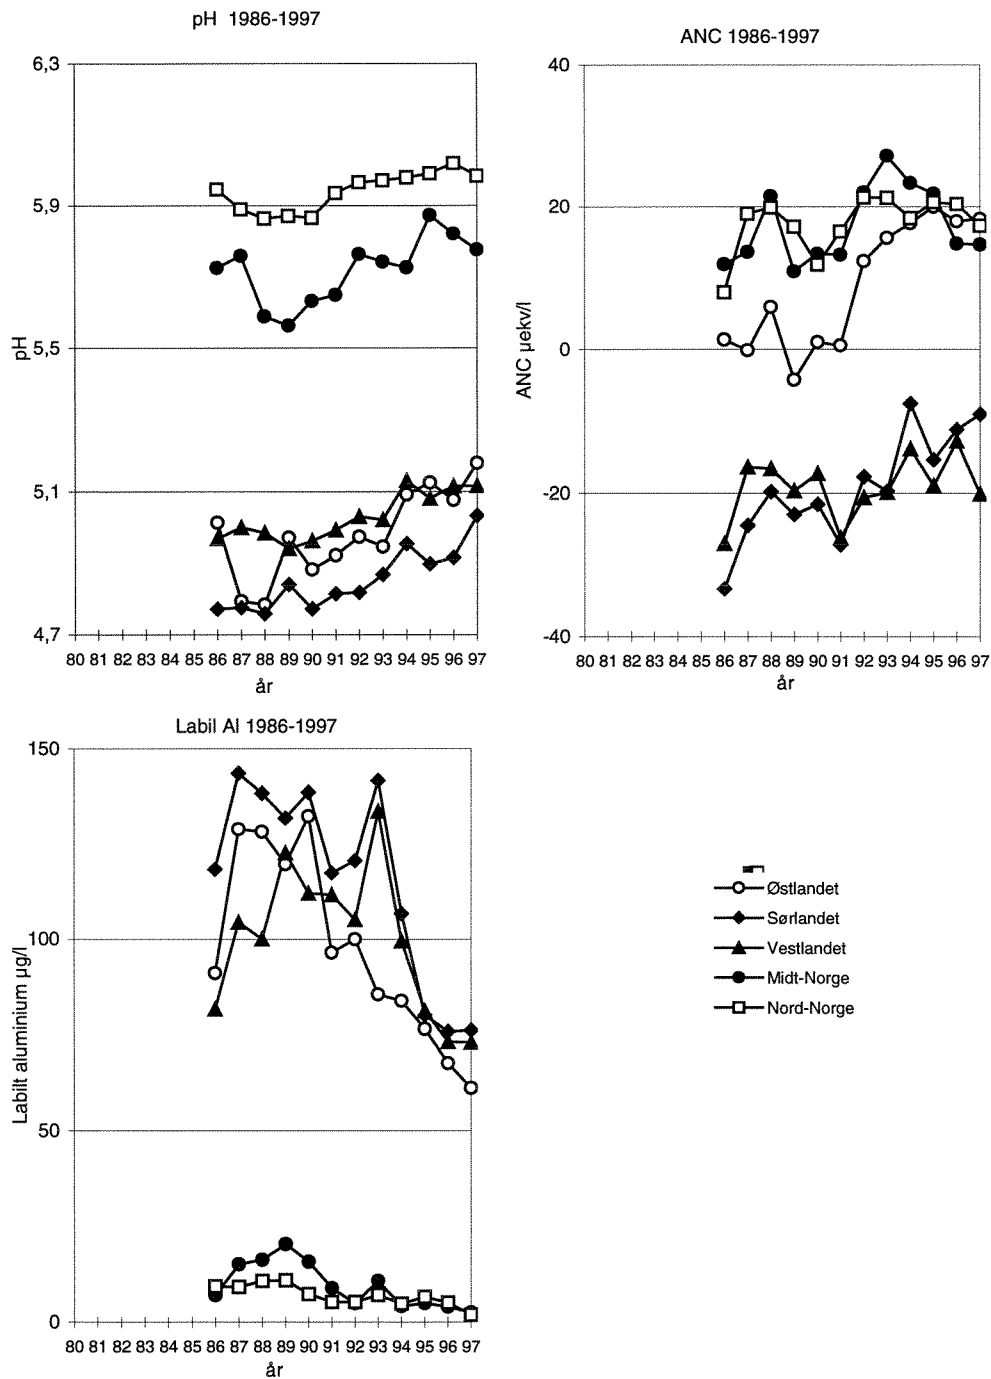 pH 1986-1997
6,3
5,9
5,5
5,1
4,7
pH
80 81 82 83 84 85 86 87 88 89 90 91 92 93 94 95 96 97
år
ANC 1986-1997
40
20
0
-20
-40
ANC µekv/l
80 81 82 83 84 85 86 87 88 89 90 91 92 93 94 95 96 97
år
Labil Al 1986-1997
150
100
50
0
Labilt aluminium µg/l
80 81 82 83 84 85 86 87 88 89 90 91 92 93 94 95 96 97
år
Østlandet
Sørlandet
Vestlandet
Midt-Norge
Nord-Norge